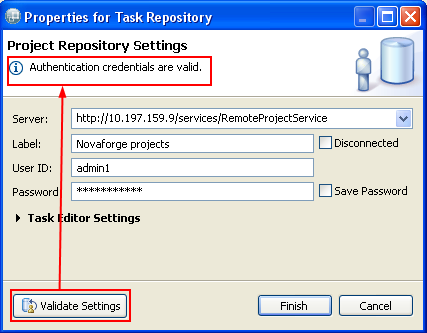 Properties for Task Repository
Project Repository Settings
Authentication credentials are valid.
Server: http://10.197.159.9/services/RemoteProjectService
Label: Novaforge projects Disconnected
User ID: admin1
Password *********** Save Password
Task Editor Settings
Validate Settings Finish Cancel